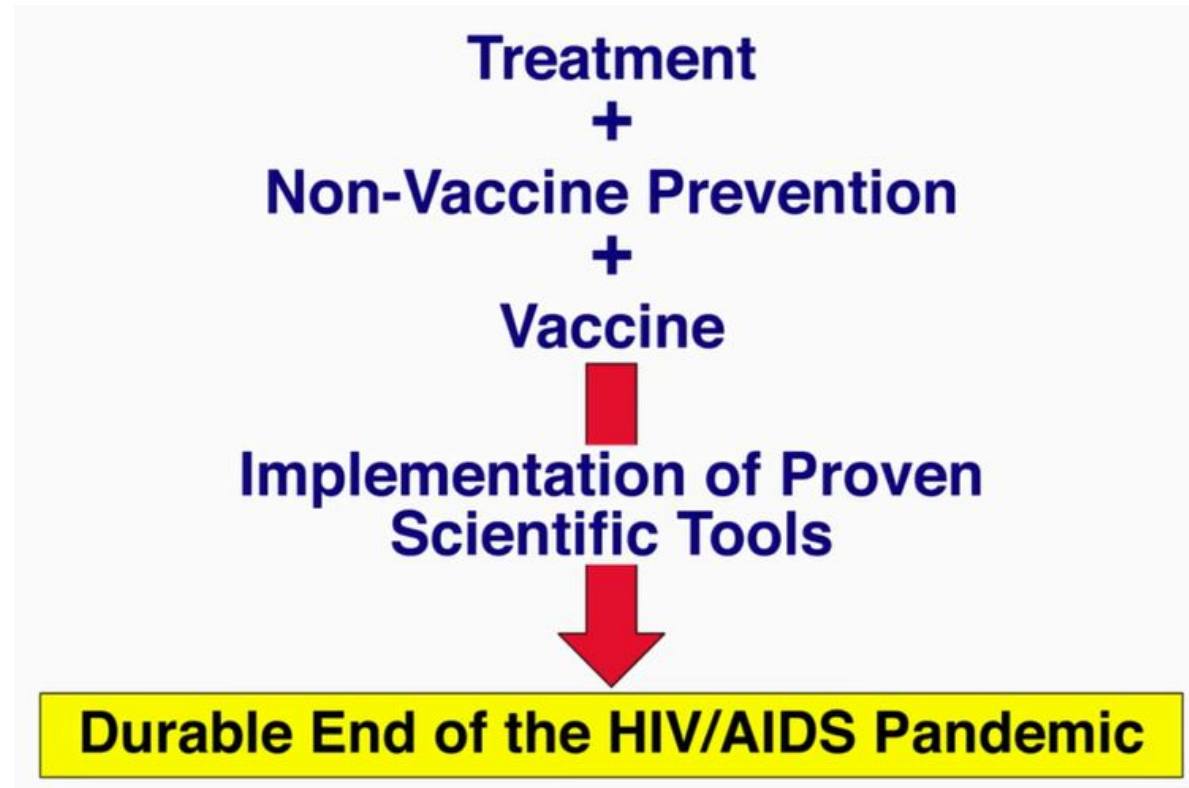 Treatment
+
Non-Vaccine Prevention
+
Vaccine
Implementation of Proven
Scientific Tools
Durable End of the HIV/AIDS Pandemic